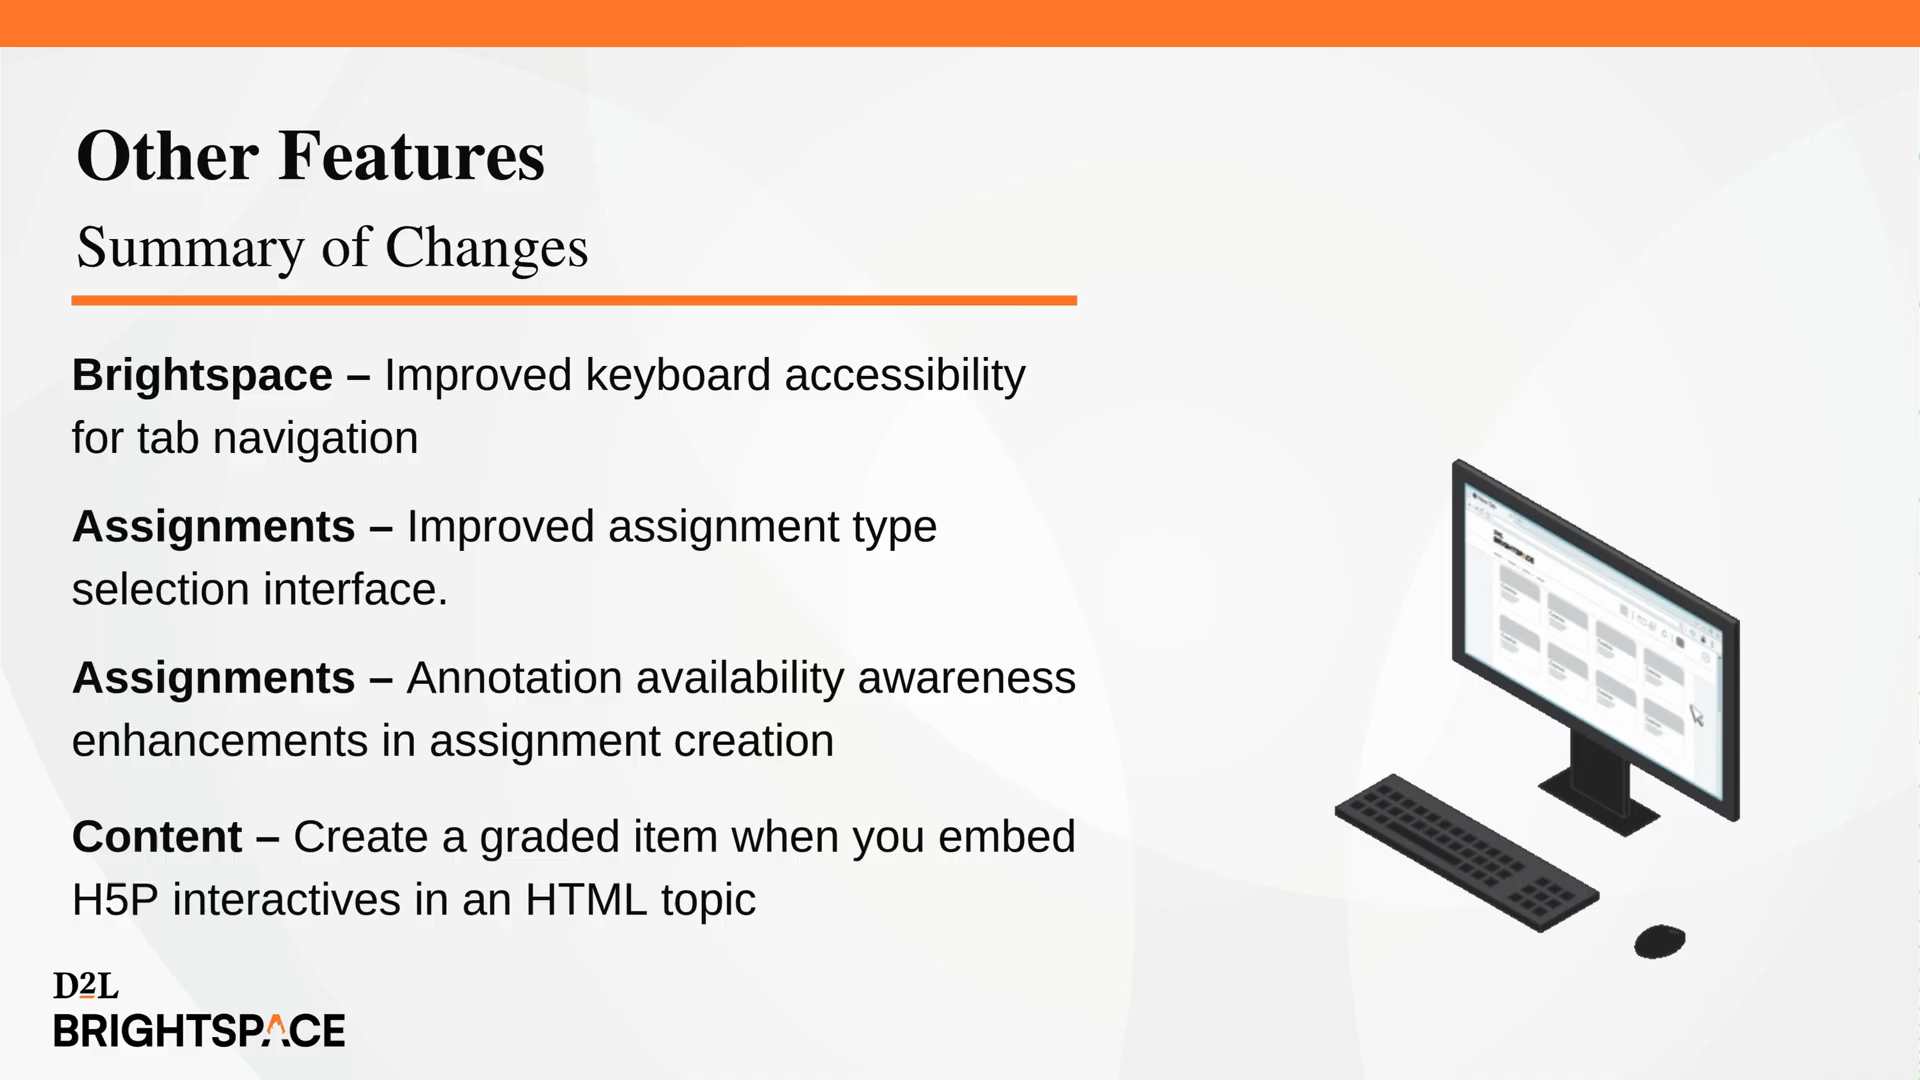 Other Features
Summary of Changes
Brightspace – Improved keyboard accessibility
for tab navigation
Assignments – Improved assignment type
selection interface.
Assignments – Annotation availability awareness
enhancements in assignment creation
Content – Create a graded item when you embed
H5P interactives in an HTML topic
D2L
BRIGHTSPACE